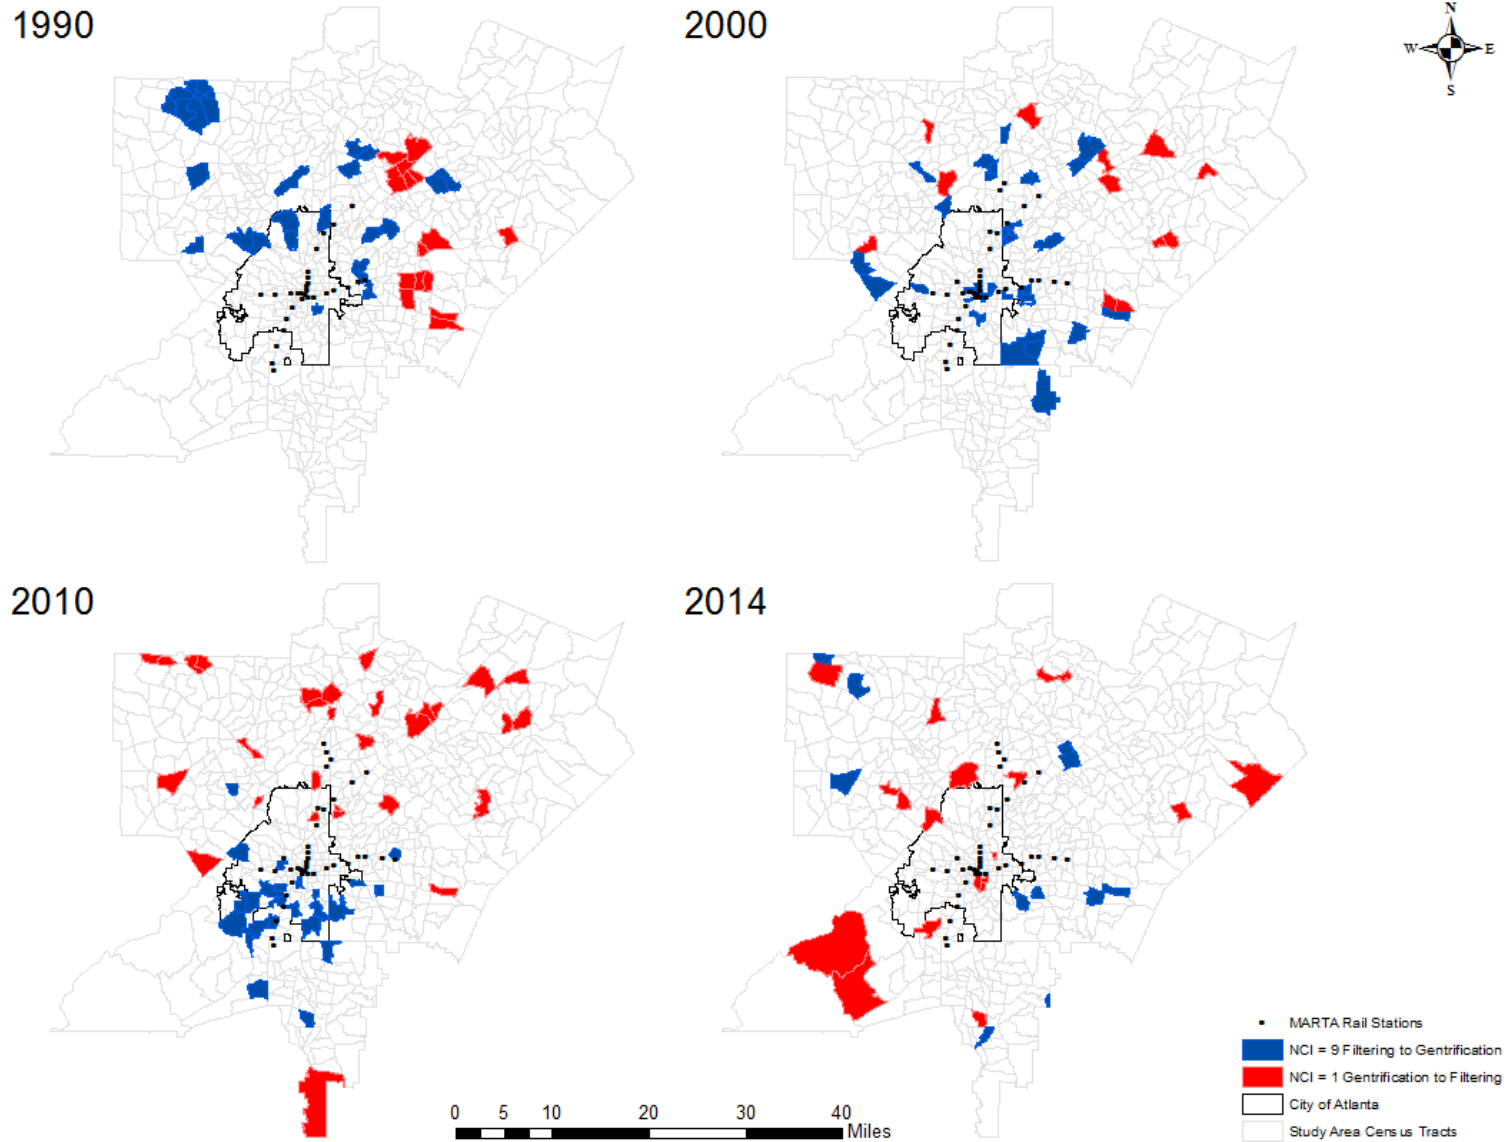 1990
2000
N
W
E
S
2010
2014
MARTA Rail Stations
NCI = 9 Filtering to Gentrification
NCI = 1 Gentrification to Filtering
City of Atlanta
Study Area Census Tracts
0 5 10 20 30 40
Miles